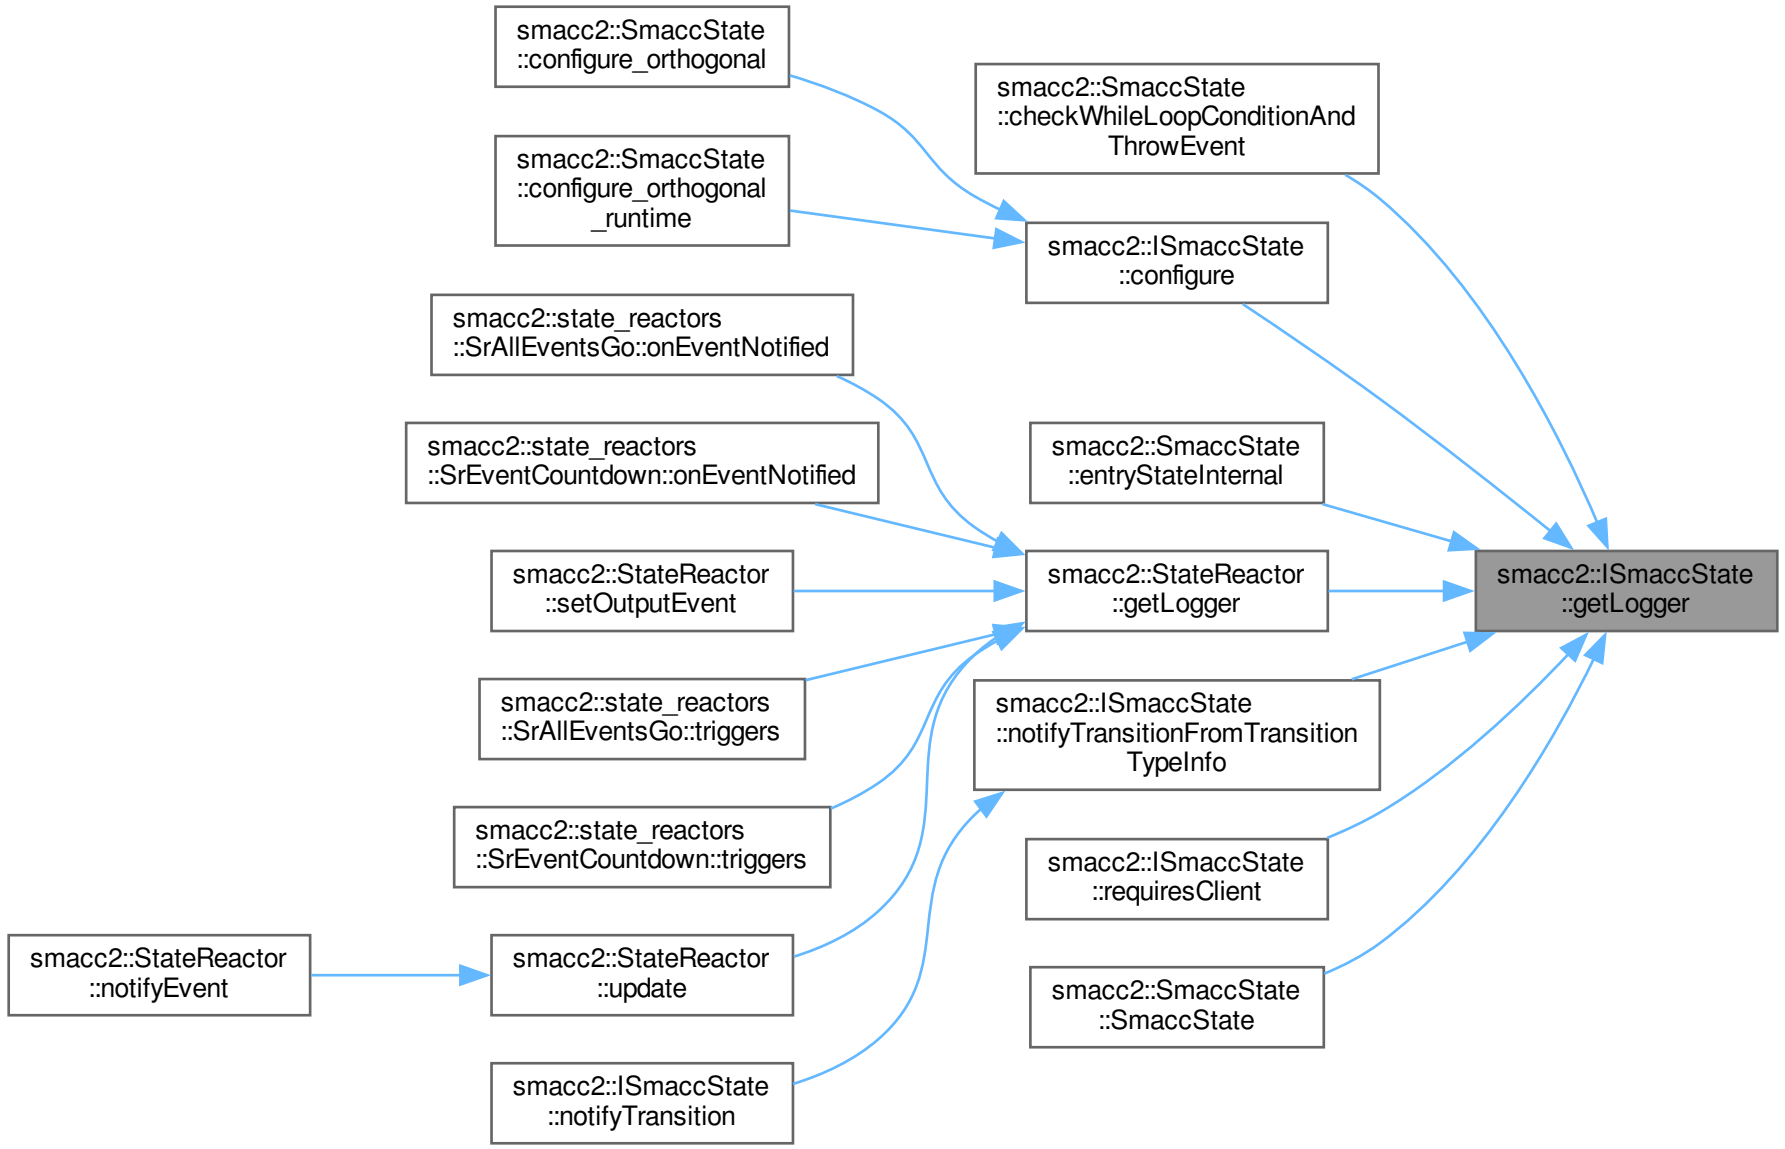 smacc2::SmaccState
::configure_orthogonal
smacc2::SmaccState
::checkWhileLoopConditionAnd
ThrowEvent
smacc2::SmaccState
::configure_orthogonal
_runtime
smacc2::ISmaccState
::configure
smacc2::state_reactors
::SrAllEventsGo::onEventNotified
smacc2::state_reactors
::SrEventCountdown::onEventNotified
smacc2::SmaccState
::entryStateInternal
smacc2::StateReactor
::setOutputEvent
smacc2::StateReactor
::getLogger
smacc2::ISmaccState
::getLogger
smacc2::state_reactors
::SrAllEventsGo::triggers
smacc2::ISmaccState
::notifyTransitionFromTransition
TypeInfo
smacc2::state_reactors
::SrEventCountdown::triggers
smacc2::ISmaccState
::requiresClient
smacc2::StateReactor
::notifyEvent
smacc2::StateReactor
::update
smacc2::SmaccState
::SmaccState
smacc2::ISmaccState
::notifyTransition